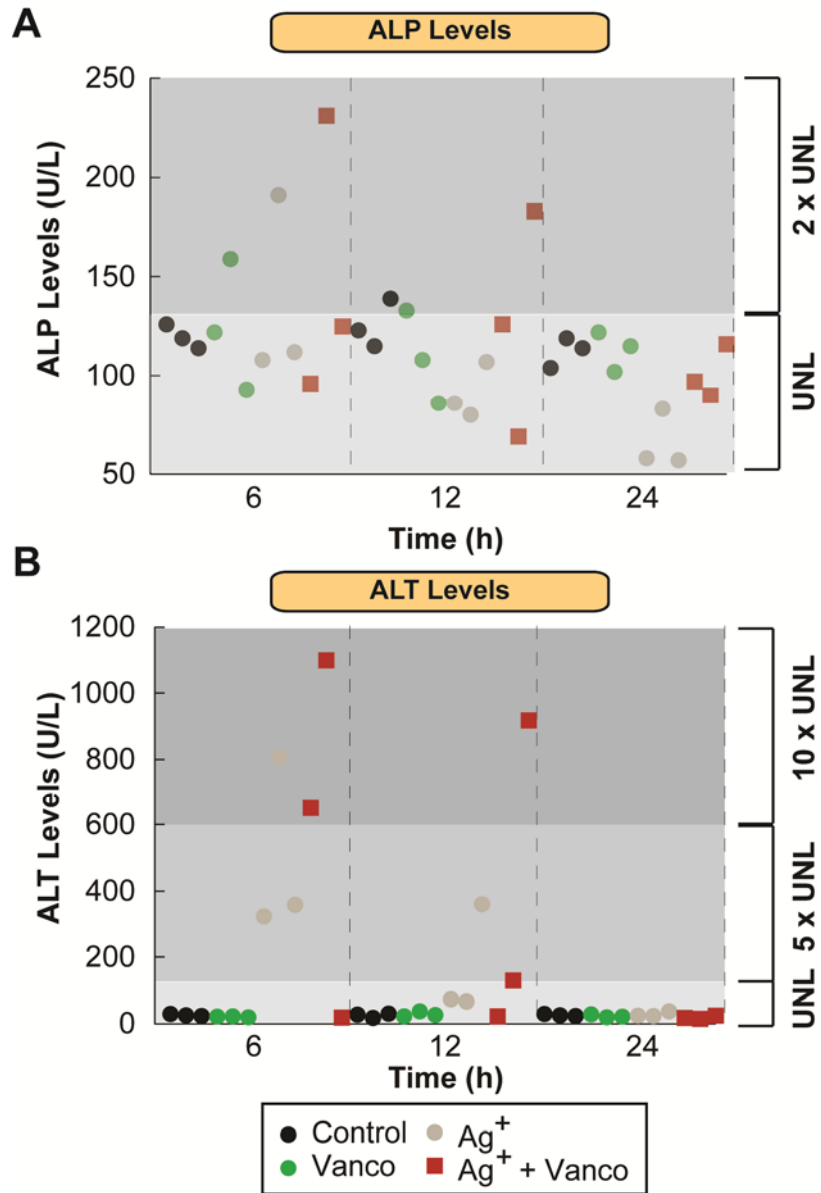 A
ALP Levels
250
200
150
100
50
ALP Levels (U/L)
2 x UNL
UNL
6 12 24
Time (h)
B
ALT Levels
1200
1000
800
600
400
200
0
ALT Levels (U/L)
10 x UNL
5 x UNL
UNL
6 12 24
Time (h)
Control Ag+
Vanco Ag+ + Vanco